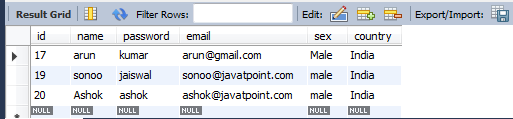 Result Grid Filter Rows: Edit: Export/Import:
id name password email sex country
17 arun kumar arun@gmail.com Male India
19 sonoo jaiswal sonoo@javatpoint.com male India
20 Ashok ashok ashok@javatpoint.com male India
NULL NULL NULL NULL NULL NULL